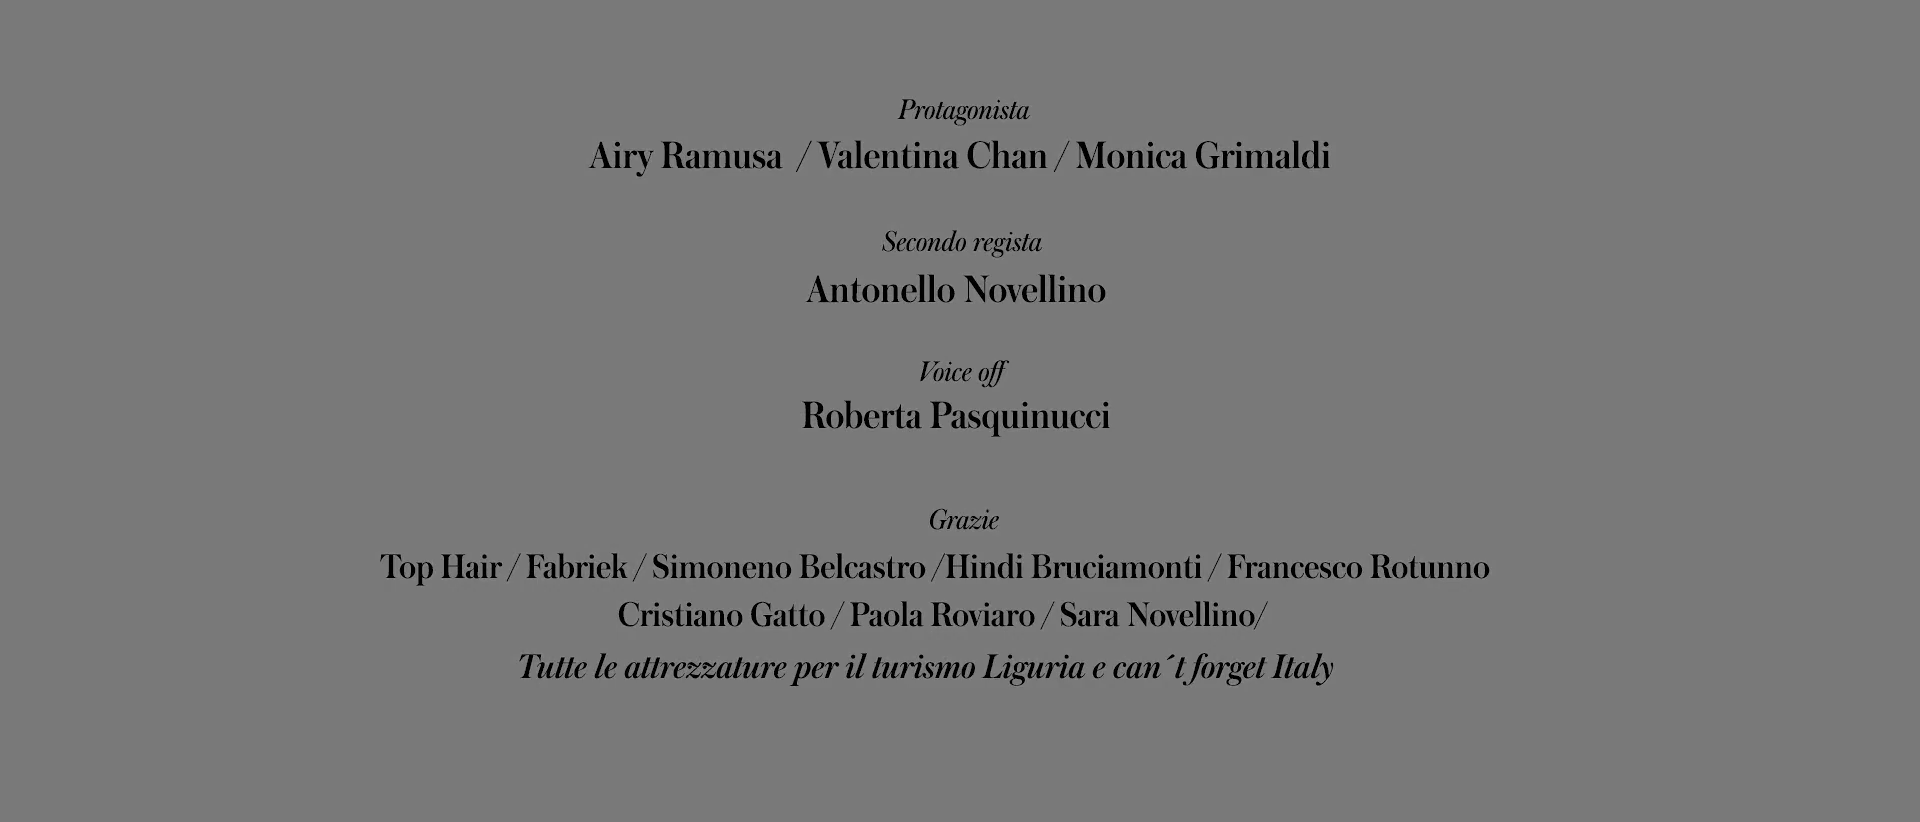 Protagonista
Airy Ramusa / Valentina Chan / Monica Grimaldi
Secondo regista
Antonello Novellino
Voice off
Roberta Pasquinucci
Grazie
Top Hair / Fabriek / Simoneno Belcastro /Hindi Bruciamonti / Francesco Rotunno
Cristiano Gatto / Paola Roviaro / Sara Novellino/
Tutte le attrezzature per il turismo Liguria e can´t forget Italy